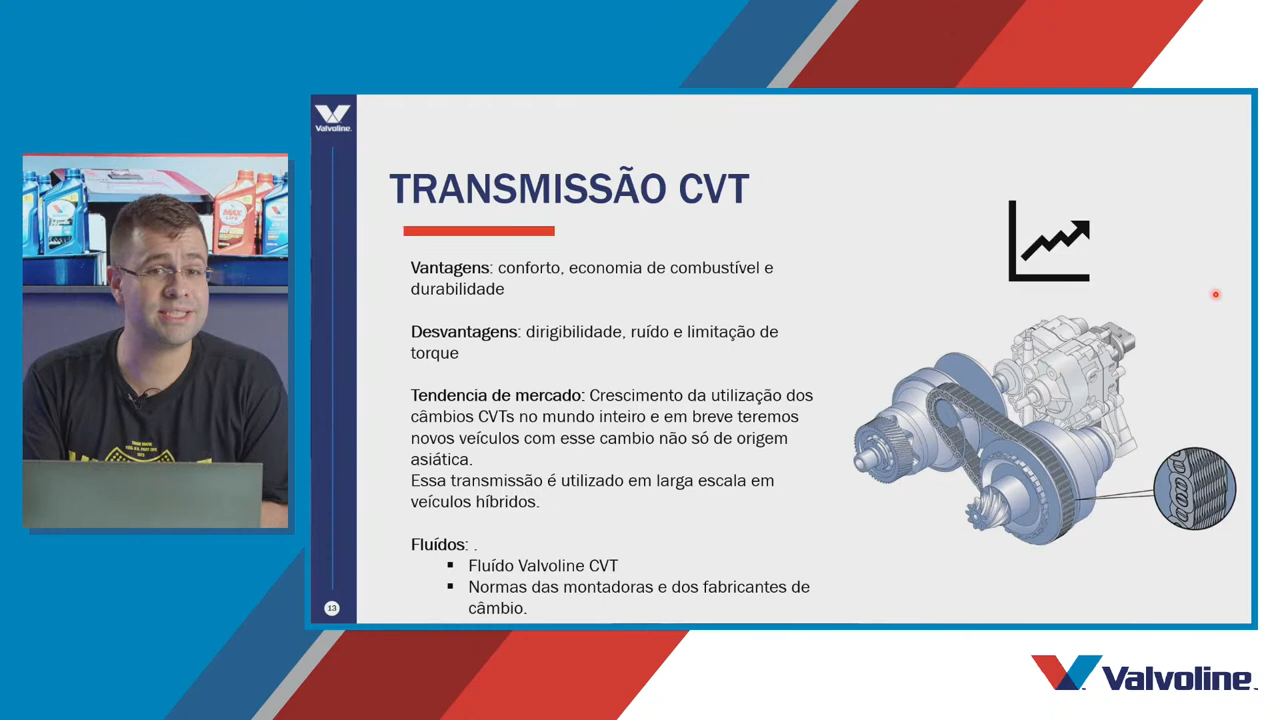 Valvoline.
TRANSMISSÃO CVT
Vantagens: conforto, economia de combustível e
durabilidade
Desvantagens: dirigibilidade, ruído e limitação de
torque
Tendencia de mercado: Crescimento da utilização dos
câmbios CVTs no mundo inteiro e em breve teremos
novos veículos com esse cambio não só de origem
asiática.
Essa transmissão é utilizado em larga escala em
veículos híbridos.
Fluídos: .
▪ Fluído Valvoline CVT
▪ Normas das montadoras e dos fabricantes de
câmbio.
13
MAX
LIFE
Valvoline.